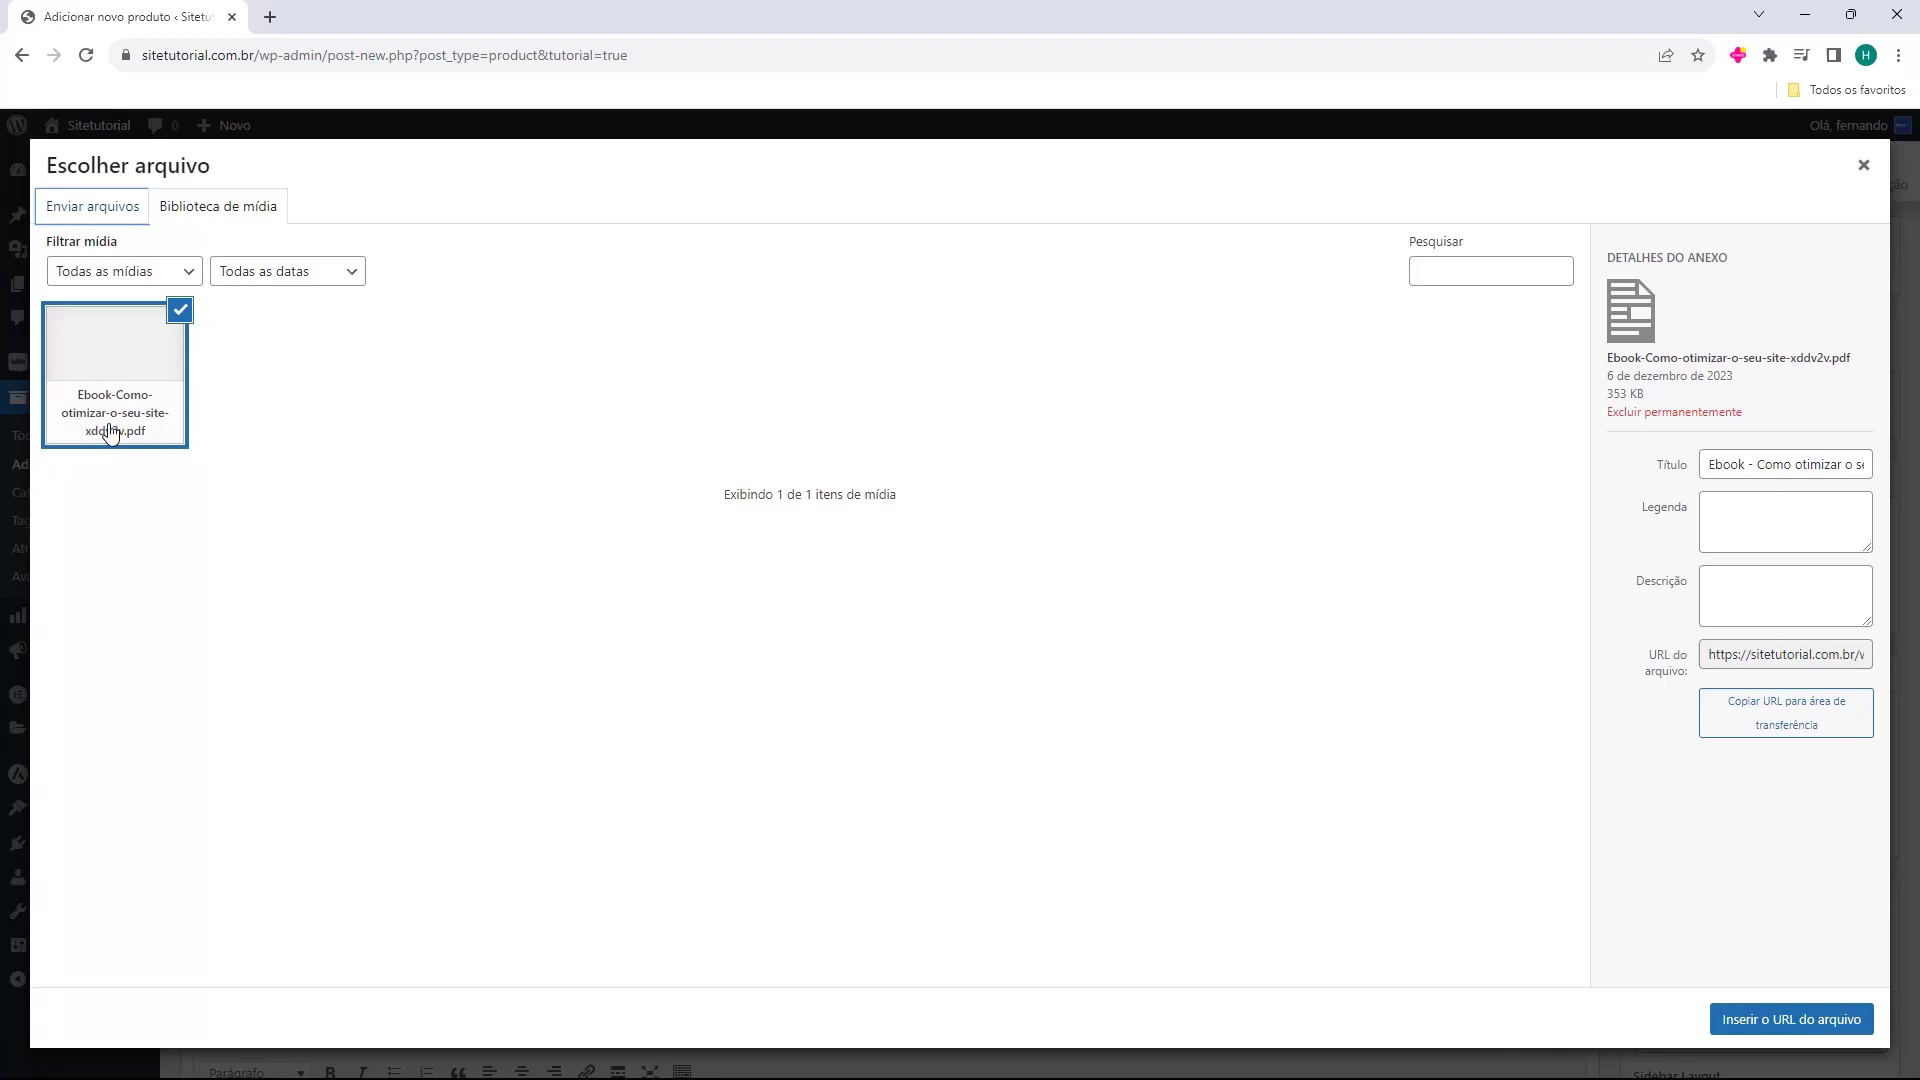 Adicionar novo produto ‹ Sitetu
sitetutorial.com.br/wp-admin/post-new.php?post_type=product&tutorial=true
H
Todos os favoritos
Sitetutorial 0 Novo
Olá, fernando
Escolher arquivo
Enviar arquivos
Biblioteca de mídia
Filtrar mídia
Todas as mídias
Todas as datas
Pesquisar
Ebook-Como-
otimizar-o-seu-site-
Exibindo 1 de 1 itens de mídia
DETALHES DO ANEXO
Ebook-Como-otimizar-o-seu-site-xddv2v.pdf
6 de dezembro de 2023
353 KB
Excluir permanentemente
Título
Ebook - Como otimizar o s
Legenda
Descrição
URL do
arquivo:
https://sitetutorial.com.br/
Copiar URL para área de
transferência
Inserir o URL do arquivo
Parágrafo
Sidebar Layout